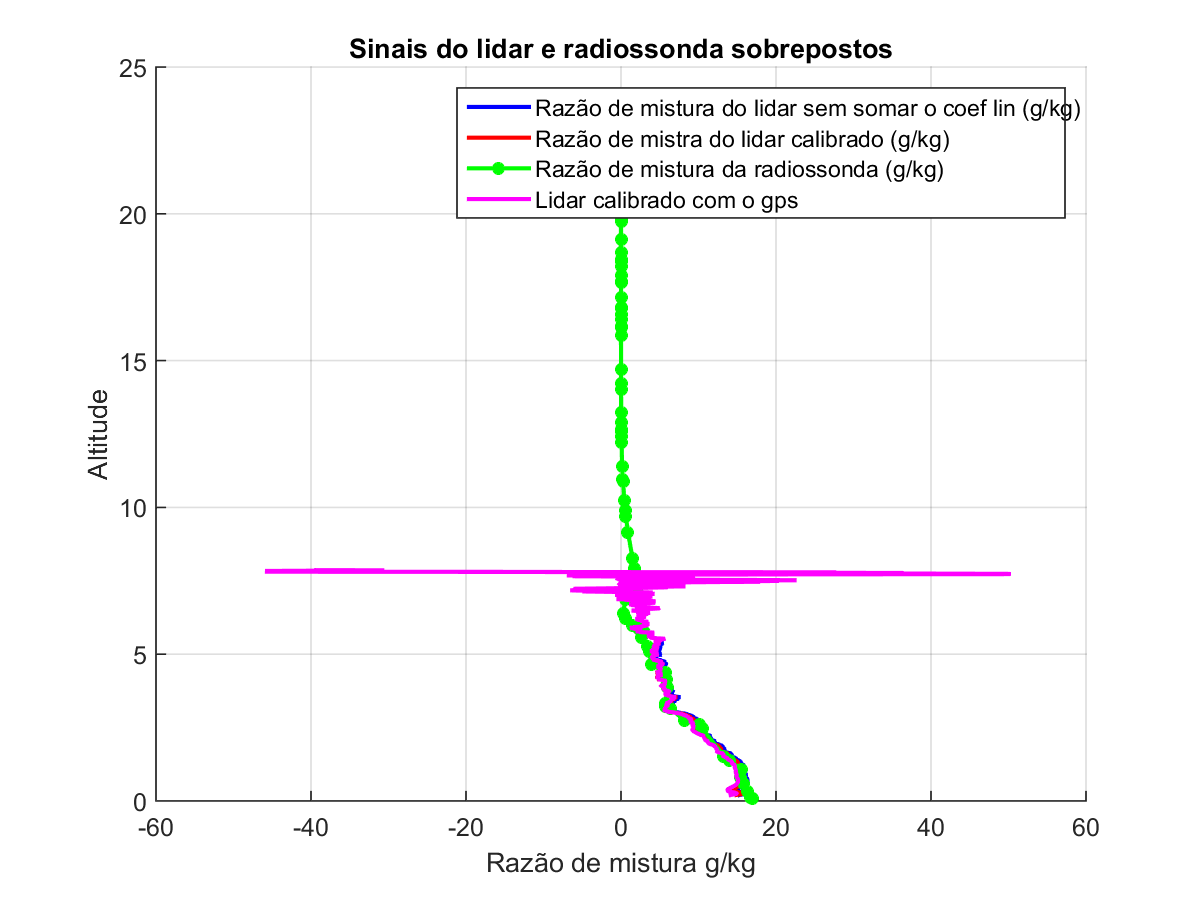 Sinais do lidar e radiossonda sobrepostos
25
20
15
10
5
0
Altitude
Razão de mistura do lidar sem somar o coef lin (g/kg)
Razão de mistra do lidar calibrado (g/kg)
Razão de mistura da radiossonda (g/kg)
Lidar calibrado com o gps
-60
-40
-20
0
20
40
60
Razão de mistura g/kg